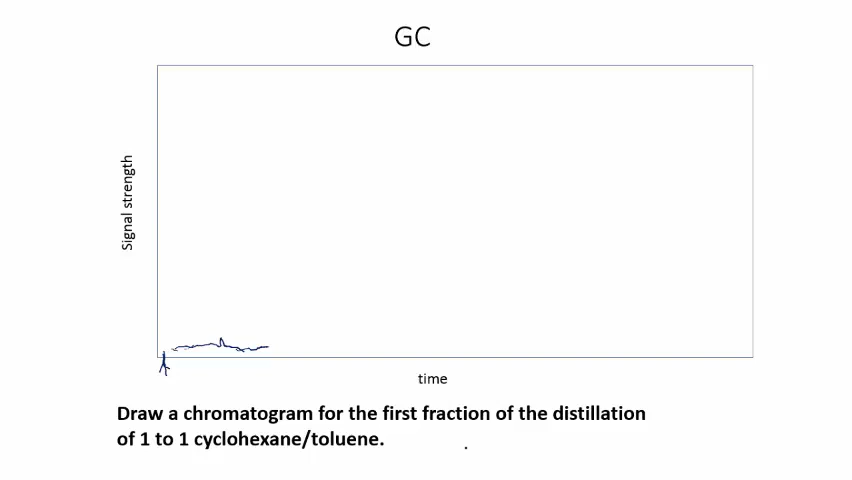 GC
Signal strength
time
Draw a chromatogram for the first fraction of the distillation
of 1 to 1 cyclohexane/toluene.